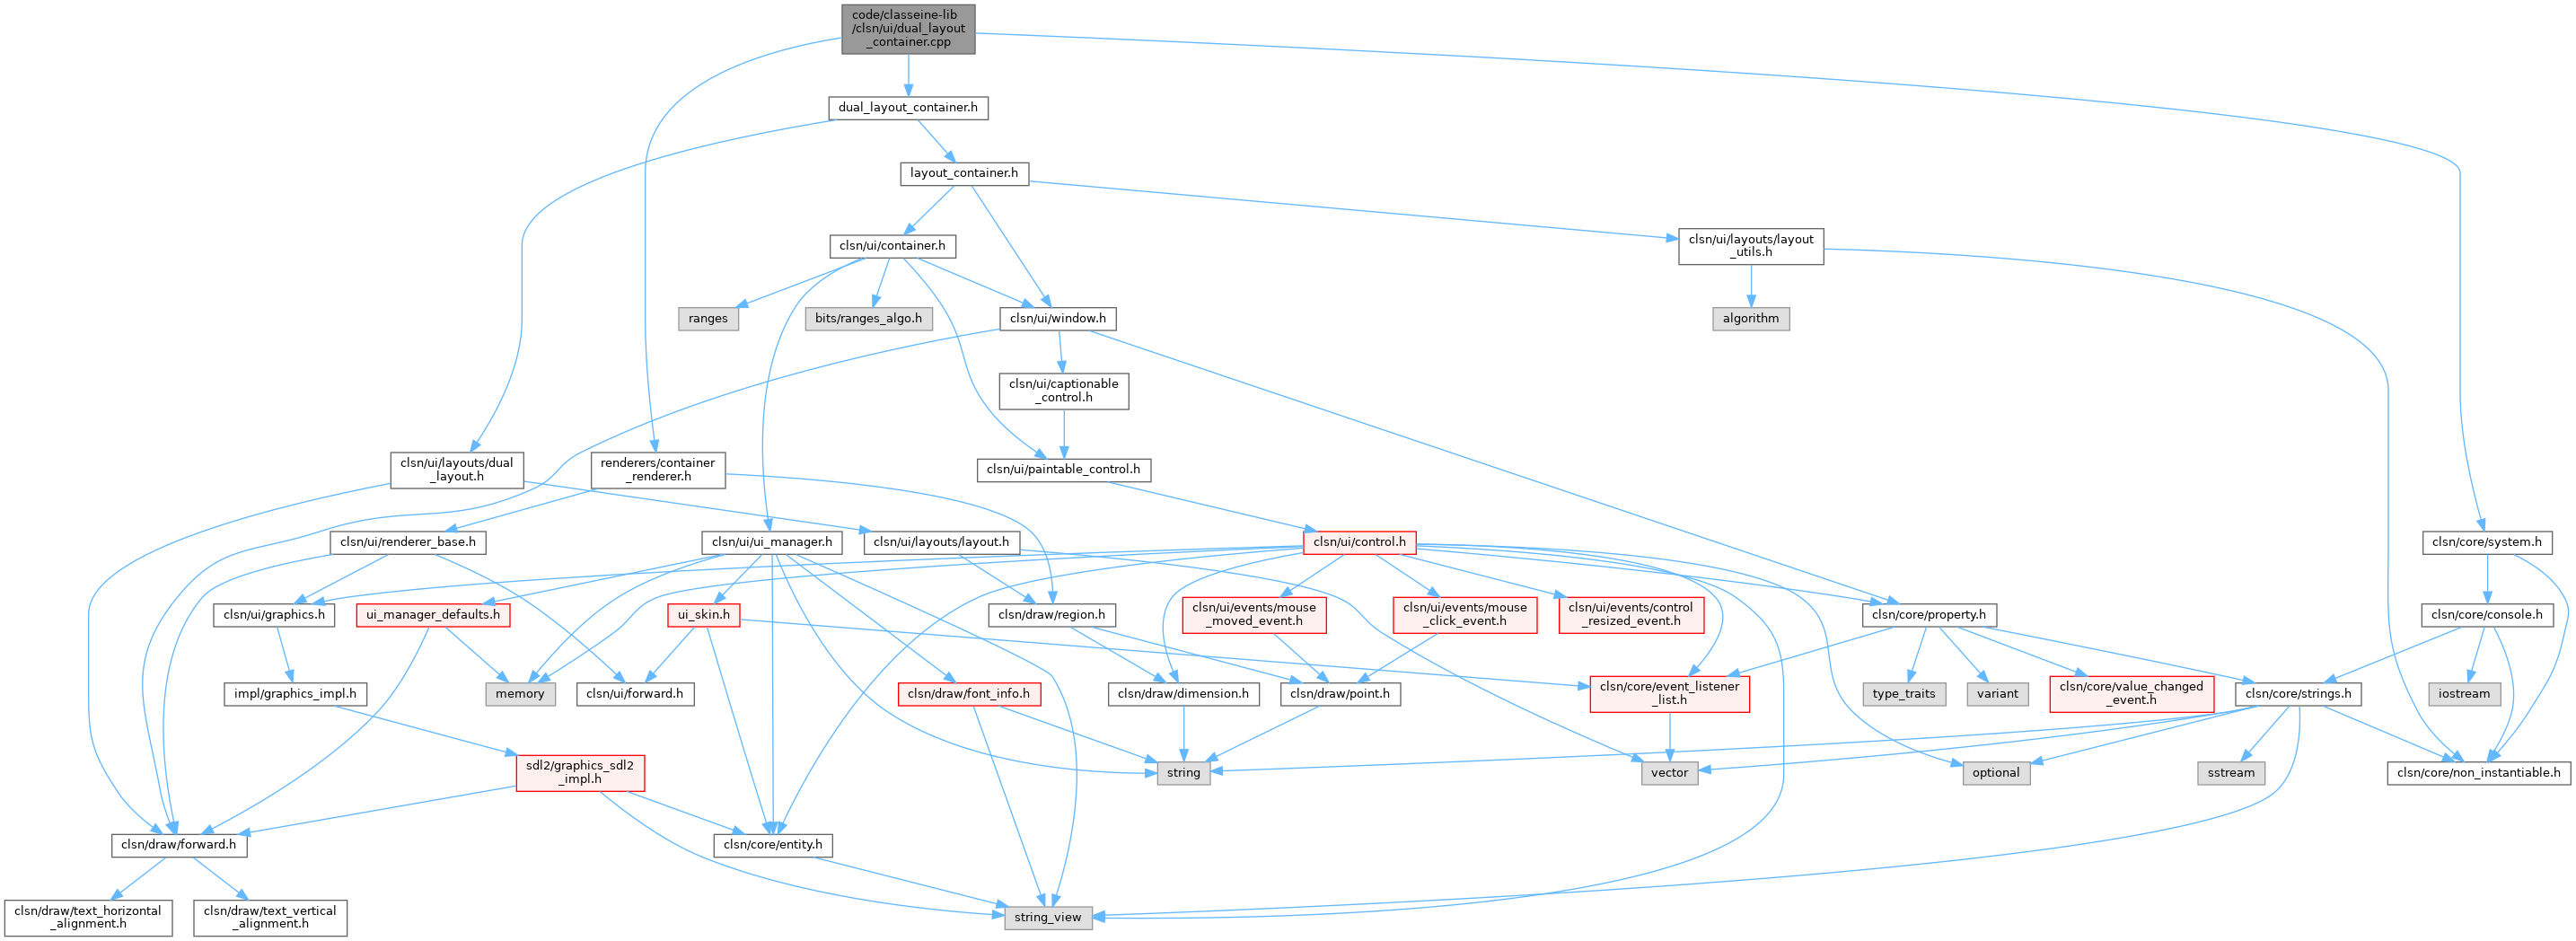 code/classeine-lib
/clsn/ui/dual_layout
_container.cpp
dual_layout_container.h
layout_container.h
clsn/ui/container.h
clsn/ui/layouts/layout
_utils.h
ranges
bits/ranges_algo.h
clsn/ui/window.h
algorithm
clsn/ui/captionable
_control.h
clsn/ui/layouts/dual
_layout.h
renderers/container
_renderer.h
clsn/ui/paintable_control.h
clsn/ui/renderer_base.h
clsn/ui/ui_manager.h
clsn/ui/layouts/layout.h
clsn/ui/control.h
clsn/core/system.h
clsn/ui/graphics.h
ui_manager_defaults.h
ui_skin.h
clsn/draw/region.h
clsn/ui/events/mouse
_moved_event.h
clsn/ui/events/mouse
_click_event.h
clsn/ui/events/control
_resized_event.h
clsn/core/property.h
clsn/core/console.h
impl/graphics_impl.h
memory
clsn/ui/forward.h
clsn/draw/font_info.h
clsn/draw/dimension.h
clsn/draw/point.h
clsn/core/event_listener
_list.h
type_traits
variant
clsn/core/value_changed
_event.h
clsn/core/strings.h
iostream
sdl2/graphics_sdl2
_impl.h
string
vector
optional
sstream
clsn/core/non_instantiable.h
clsn/draw/forward.h
clsn/core/entity.h
clsn/draw/text_horizontal
_alignment.h
clsn/draw/text_vertical
_alignment.h
string_view